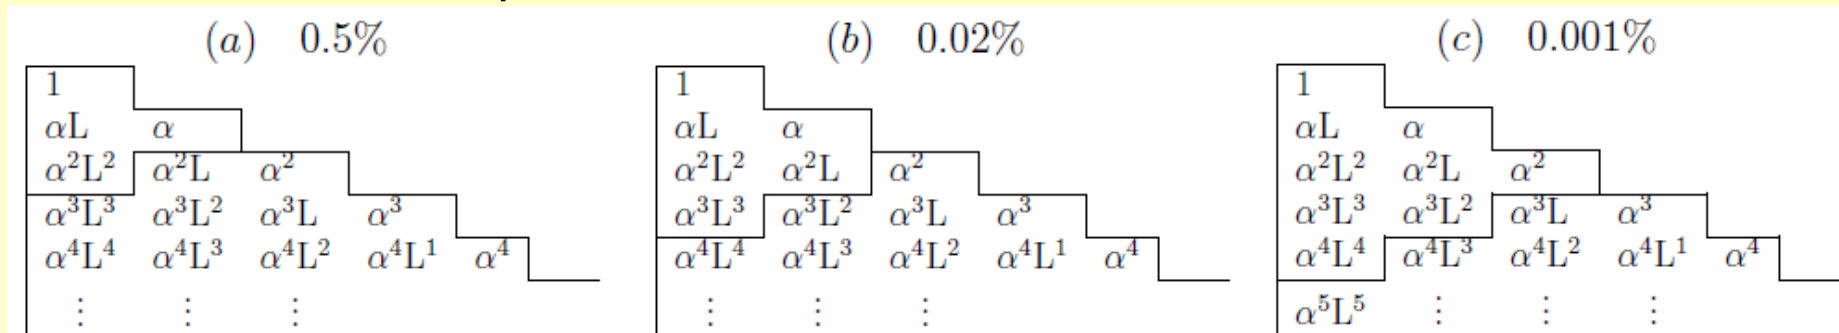 (a) 0.5% (b) 0.02% (c) 0.001%
1 1 1
αL α αL α αL α
α²L² α²L α² α²L² α²L α² α²L² α²L α²
α³L³ α³L² α³L α³ α³L³ α³L² α³L α³ α³L³ α³L² α³L α³
α⁴L⁴ α⁴L³ α⁴L² α⁴L¹ α⁴ α⁴L⁴ α⁴L³ α⁴L² α⁴L¹ α⁴ α⁴L⁴ α⁴L³ α⁴L² α⁴L¹ α⁴
⋮ ⋮ ⋮ ⋮ ⋮ ⋮ α⁵L⁵ ⋮ ⋮ ⋮